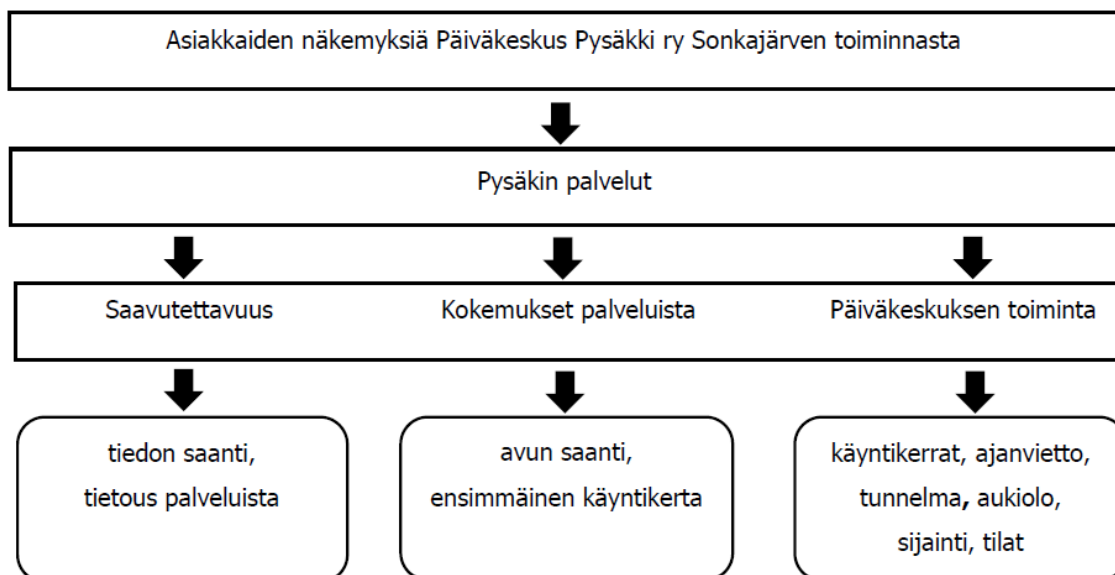 Asiakkaiden näkemyksiä Päiväkeskus Pysäkki ry Sonkajärven toiminnasta
Pysäkin palvelut
Saavutettavuus
Kokemukset palveluista
Päiväkeskuksen toiminta
tiedon saanti,
tietous palveluista
avun saanti,
ensimmäinen käyntikerta
käyntikerrat, ajanvietto,
tunnelma, aukiolo,
sijainti, tilat